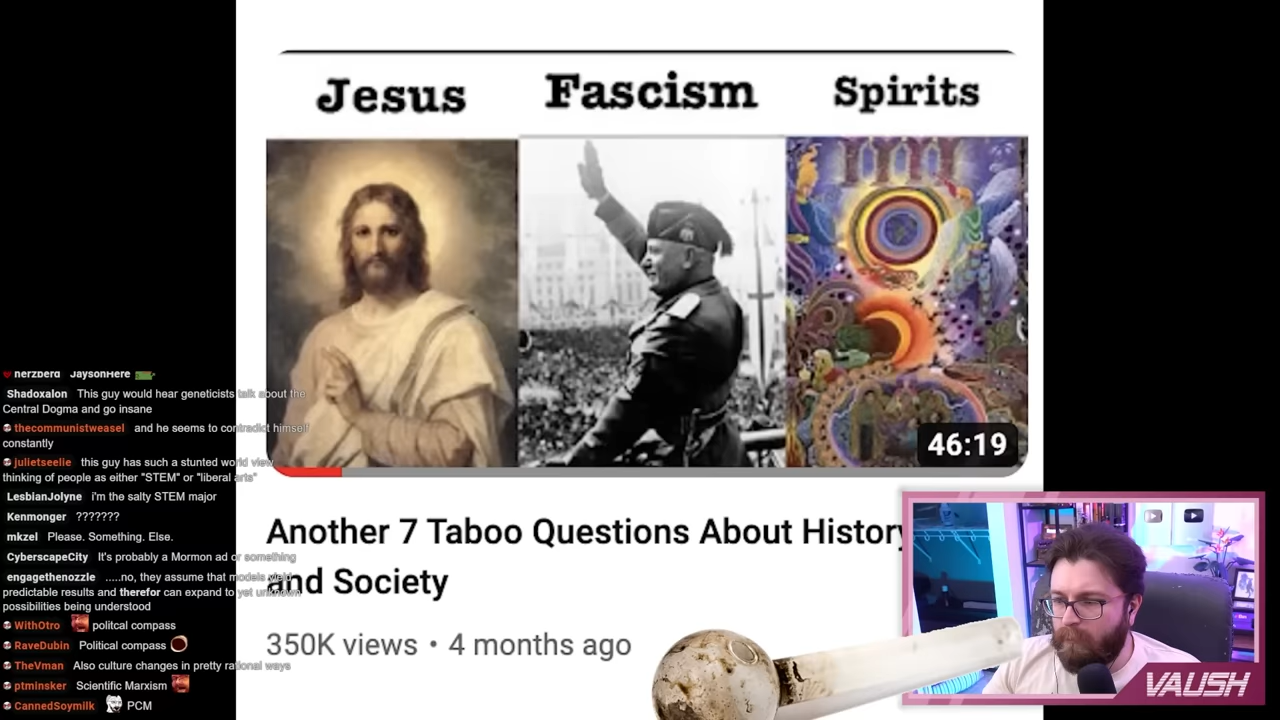 Jesus
Fascism
Spirits
46:19
Another 7 Taboo Questions About History
and Society
350K views • 4 months ago
nerzberd JaysonHere
Shadoxalon This guy would hear geneticists talk about the
Central Dogma and go insane
thecommunistweasel and he seems to contradict himself
constantly
julietseelie this guy has such a stunted world view
thinking of people as either "STEM" or "liberal arts"
LesbianJolyne i'm the salty STEM major
Kenmonger ???????
mkzel Please. Something. Else.
CyberscapeCity It's probably a Mormon ad or something
engagethenozzle .....no, they assume that models yield
predictable results and therefor can expand to yet unknown
possibilities being understood
WithOtro politcal compass
RaveDubin Political compass
TheVman Also culture changes in pretty rational ways
ptminsker Scientific Marxism
CannedSoymilk PCM
VAUSH